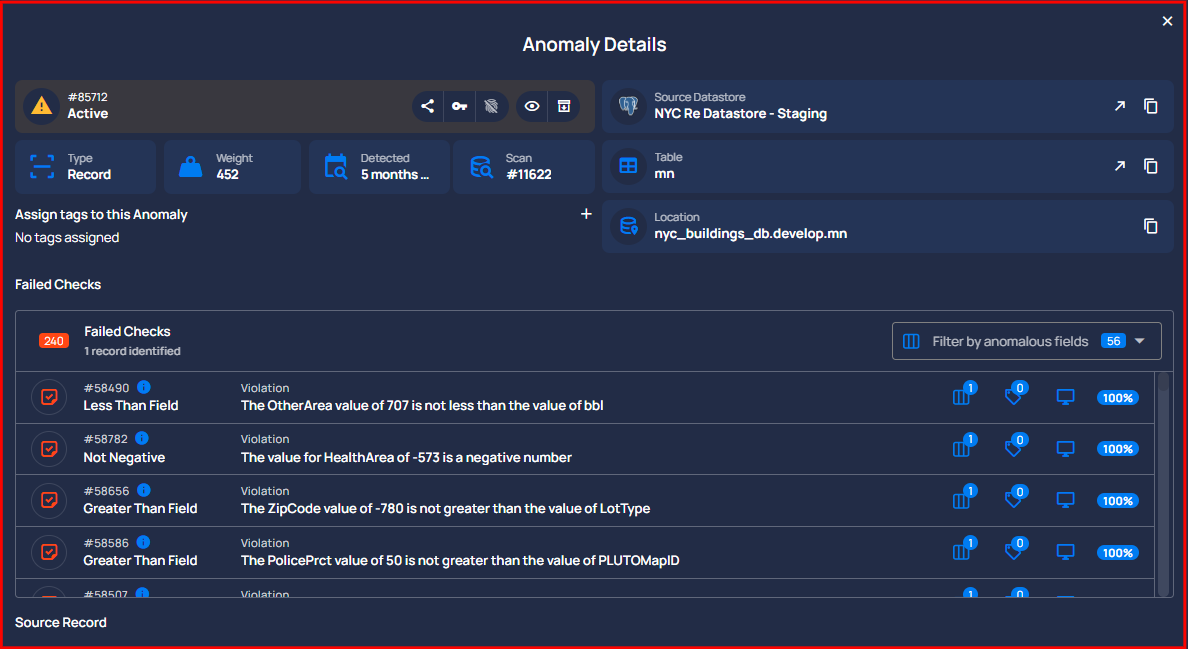 Anomaly Details
#85712
Active
Source Datastore
NYC Re Datastore - Staging
Type
Record
Weight
452
Detected
5 months ...
Scan
#11622
Table
mn
Assign tags to this Anomaly
No tags assigned
Location
nyc_buildings_db.develop.mn
Failed Checks
240
Failed Checks
1 record identified
Filter by anomalous fields 56
#58490 Violation
Less Than Field The OtherArea value of 707 is not less than the value of bbl 1 0 100%
#58782 Violation
Not Negative The value for HealthArea of -573 is a negative number 1 0 100%
#58656 Violation
Greater Than Field The ZipCode value of -780 is not greater than the value of LotType 1 0 100%
#58586 Violation
Greater Than Field The PolicePrct value of 50 is not greater than the value of PLUTOMapID 1 0 100%
#58507 Violation 1 0
Source Record